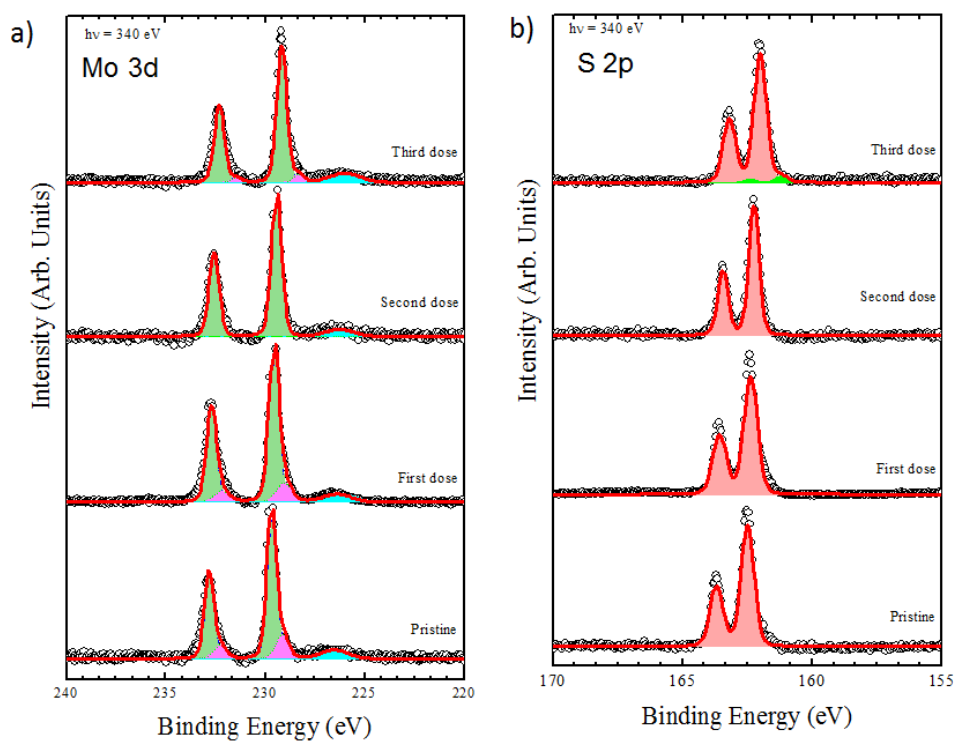 a)
hν = 340 eV
Mo 3d
Third dose
Second dose
First dose
Pristine
Intensity (Arb. Units)
240
235
230
225
220
Binding Energy (eV)
b)
hν = 340 eV
S 2p
Third dose
Second dose
First dose
Pristine
Intensity (Arb. Units)
170
165
160
155
Binding Energy (eV)